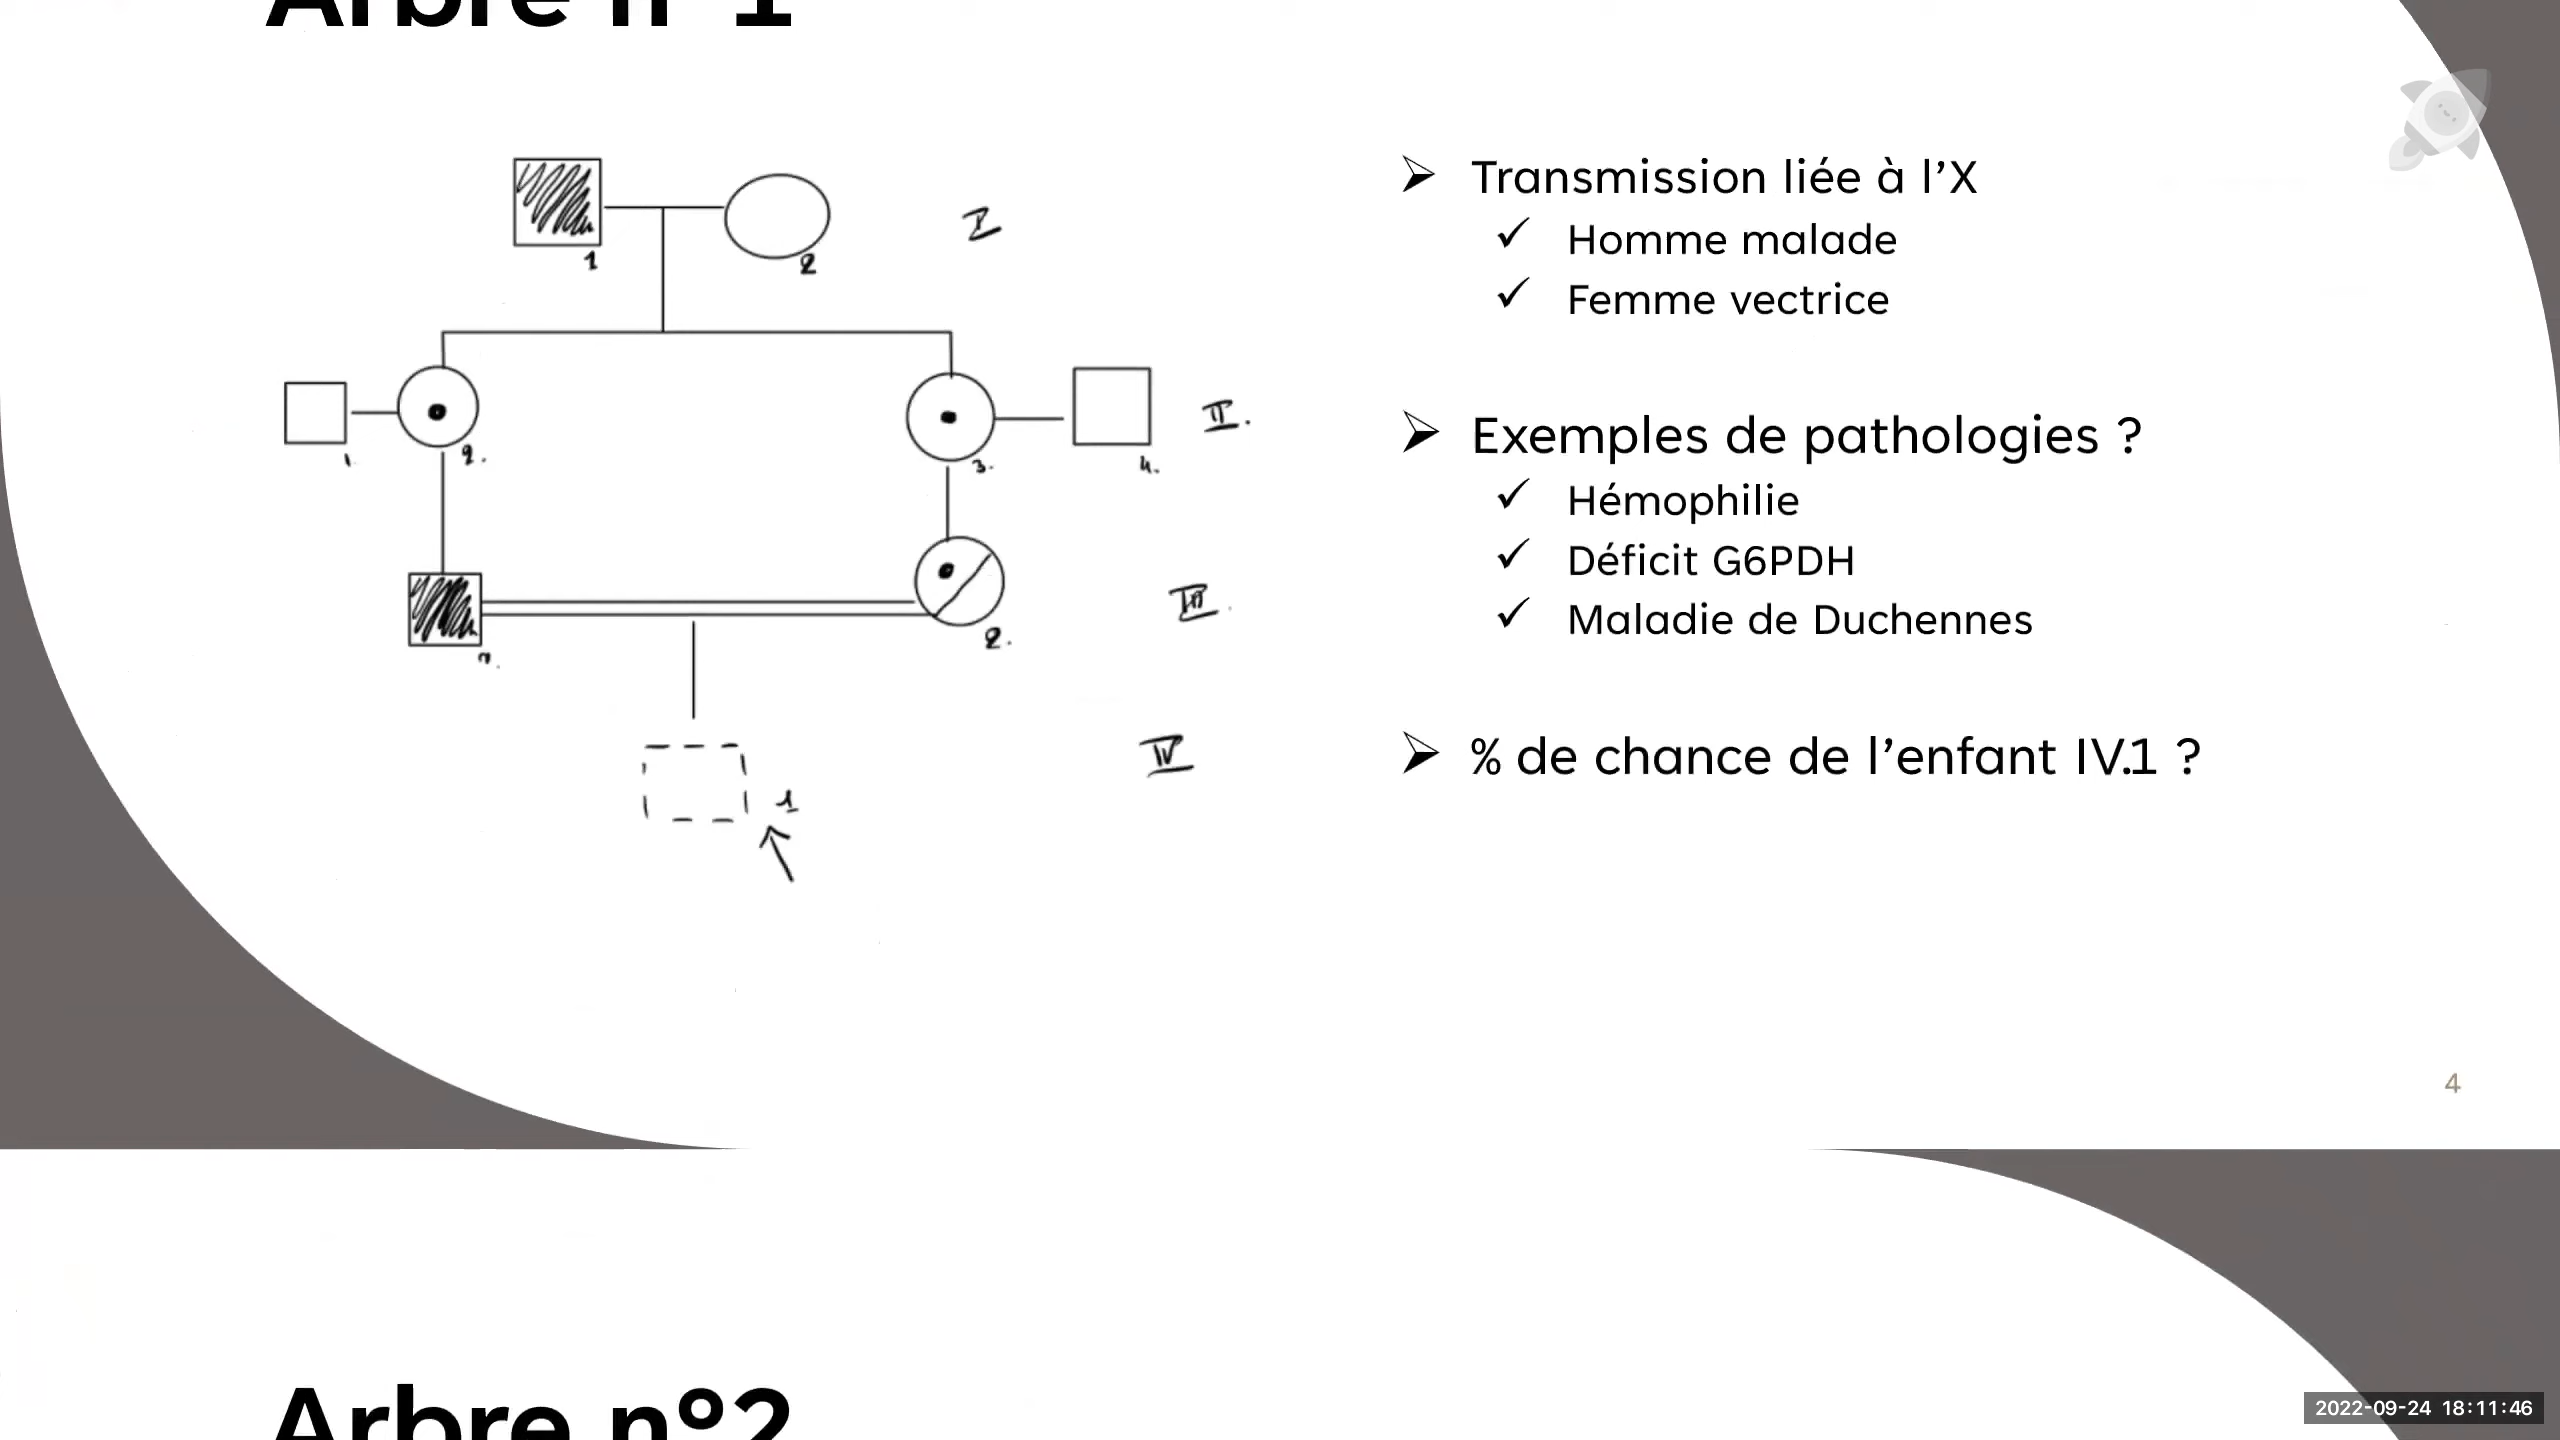 Arbre n°1
1
2
I
Transmission liée à l’X
Homme malade
Femme vectrice
1.
2.
3.
4.
II.
Exemples de pathologies ?
Hémophilie
Déficit G6PDH
Maladie de Duchennes
1.
2.
III.
% de chance de l’enfant IV.1 ?
1
IV
4
Arbre n°2
2022-09-24 18:11:46